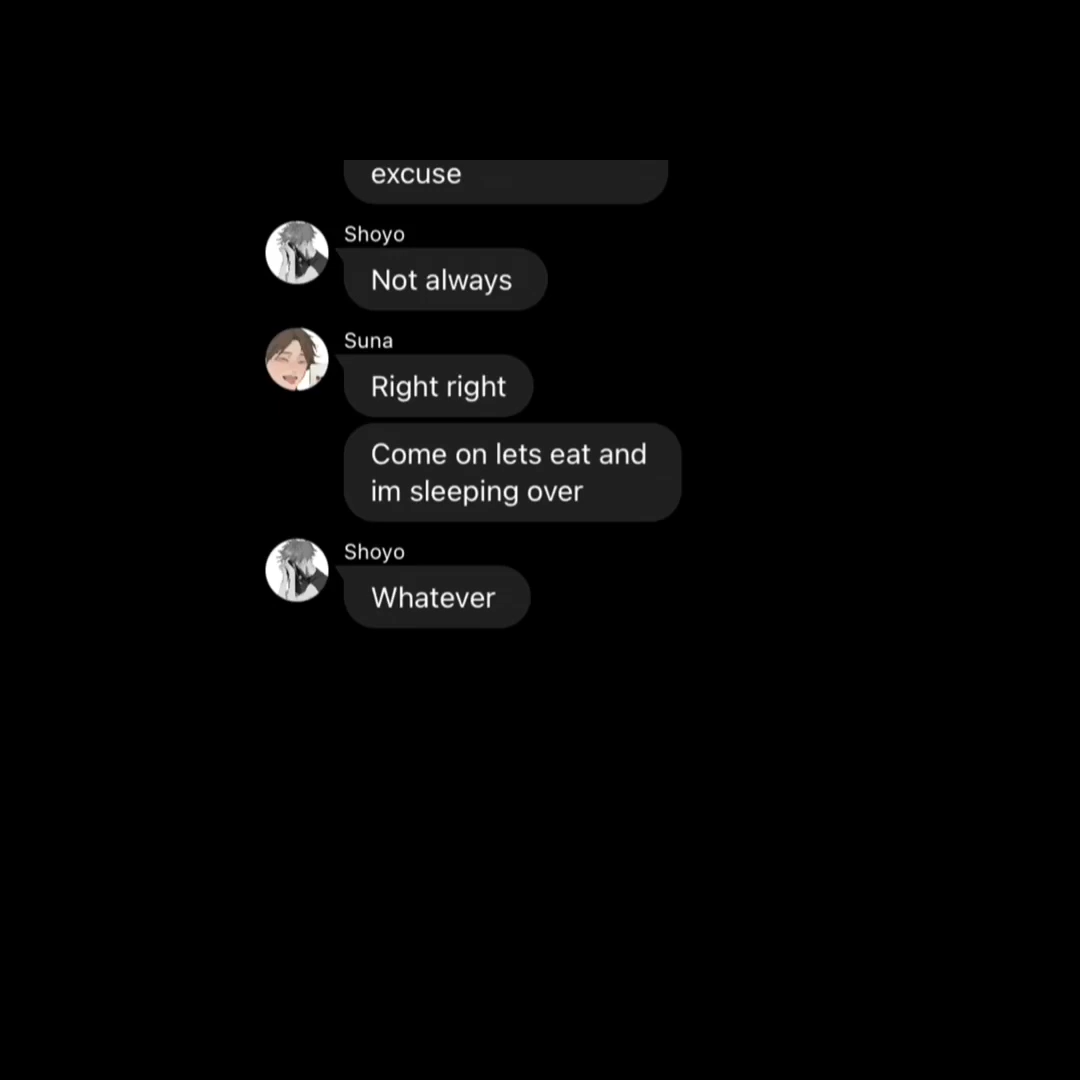 excuse
Shoyo
Not always
Suna
Right right
Come on lets eat and
im sleeping over
Shoyo
Whatever